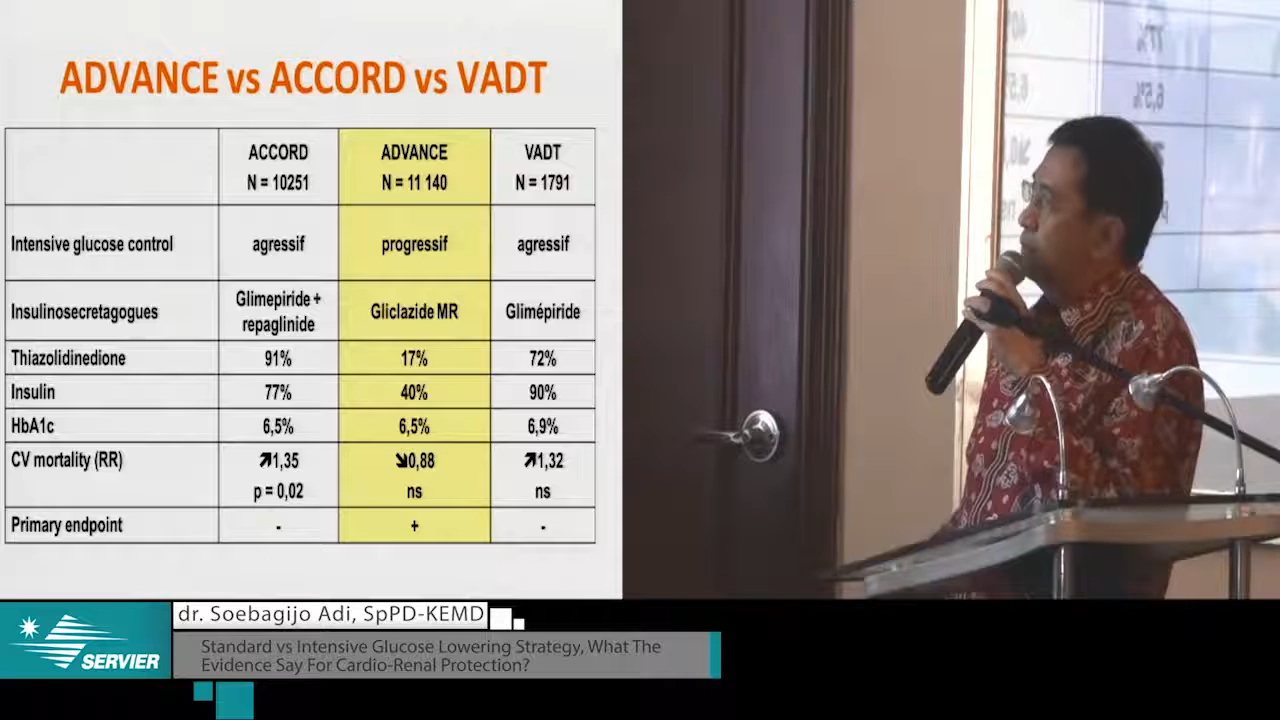 ADVANCE vs ACCORD vs VADT
ACCORD
N = 10251
ADVANCE
N = 11 140
VADT
N = 1791
Intensive glucose control
agressif
progressif
agressif
Insulinosecretagogues
Glimepiride +
repaglinide
Gliclazide MR
Glimépiride
Thiazolidinedione
91%
17%
72%
Insulin
77%
40%
90%
HbA1c
6,5%
6,5%
6,9%
CV mortality (RR)
↗1,35
p = 0,02
↘0,88
ns
↗1,32
ns
Primary endpoint
-
+
-
dr. Soebagijo Adi, SpPD-KEMD
Standard vs Intensive Glucose Lowering Strategy, What The
Evidence Say For Cardio-Renal Protection?
SERVIER